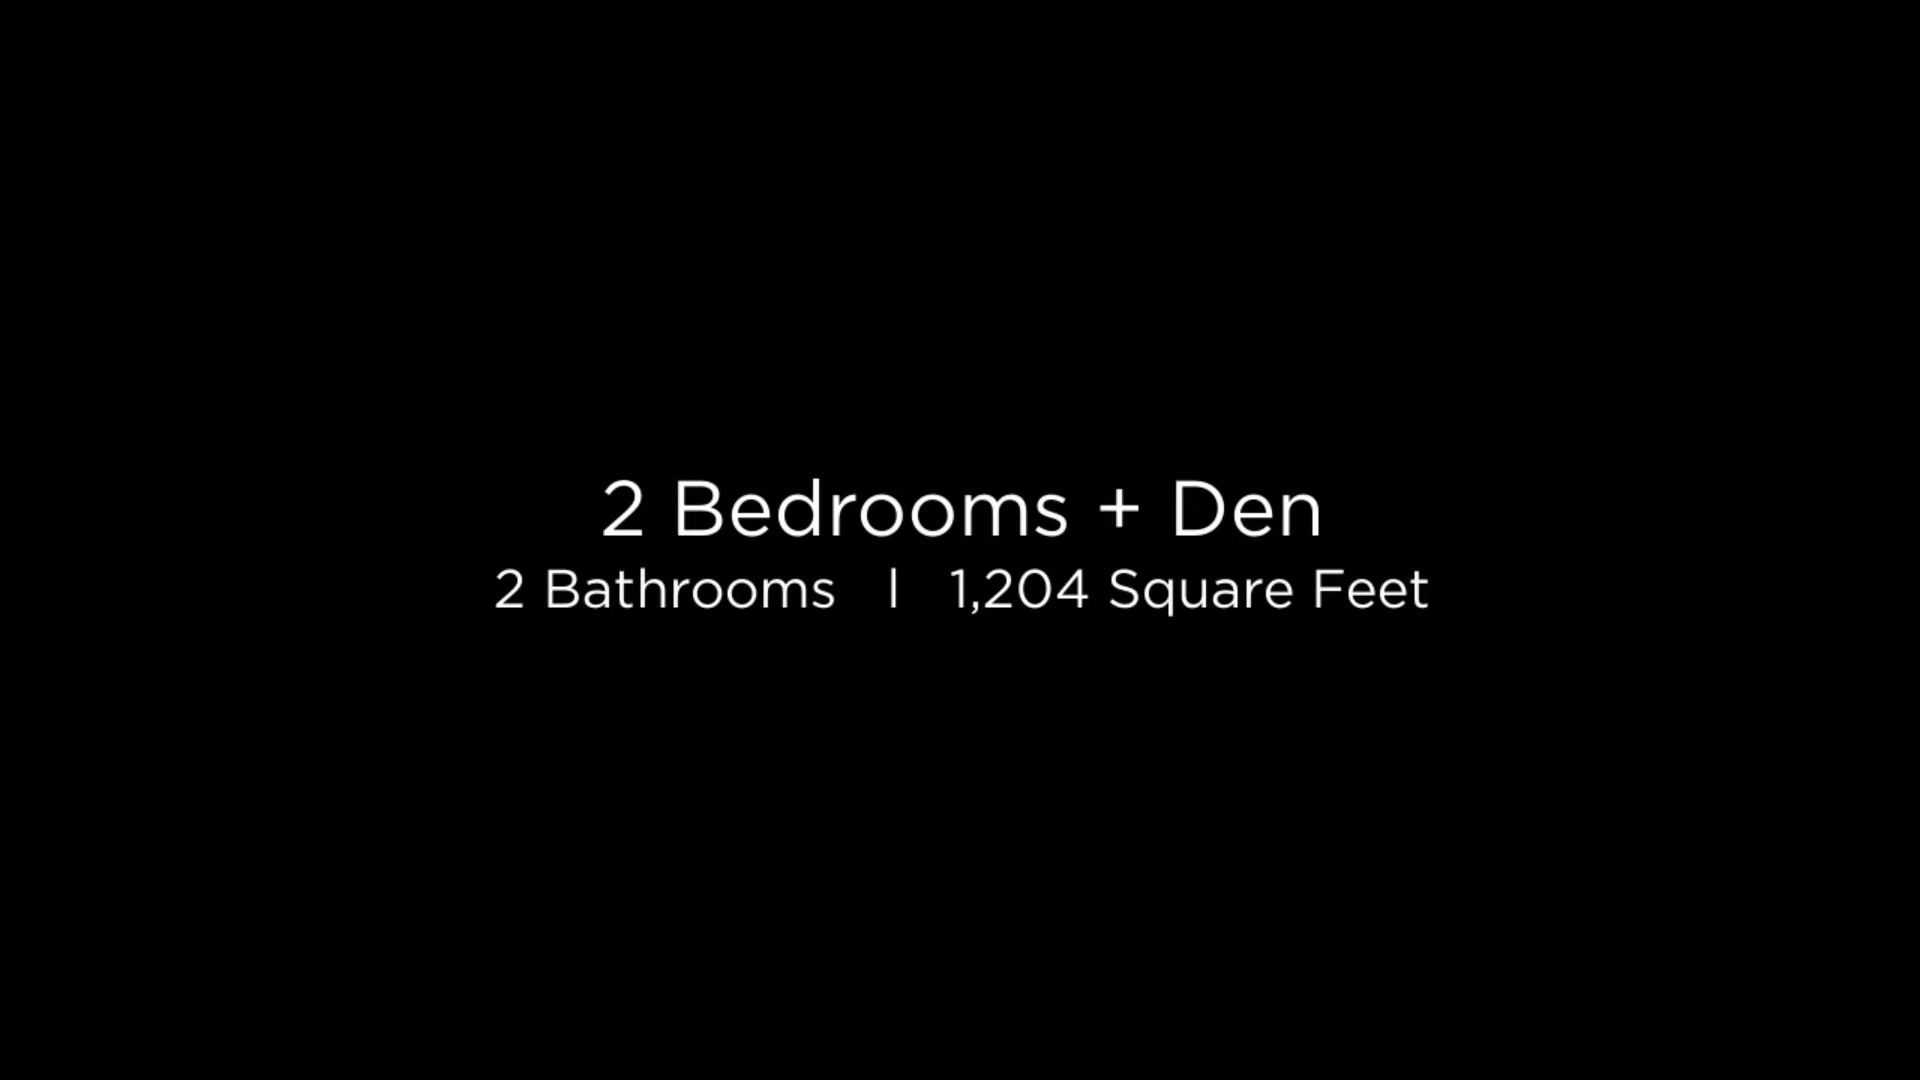 2 Bedrooms + Den
2 Bathrooms | 1,204 Square Feet